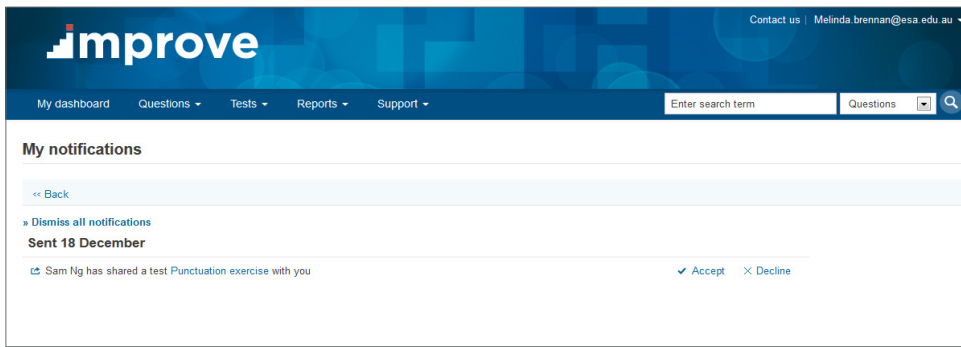 Contact us | Melinda.brennan@esa.edu.au
improve
My dashboard Questions Tests Reports Support Enter search term Questions
My notifications
<< Back
» Dismiss all notifications
Sent 18 December
Sam Ng has shared a test Punctuation exercise with you Accept Decline